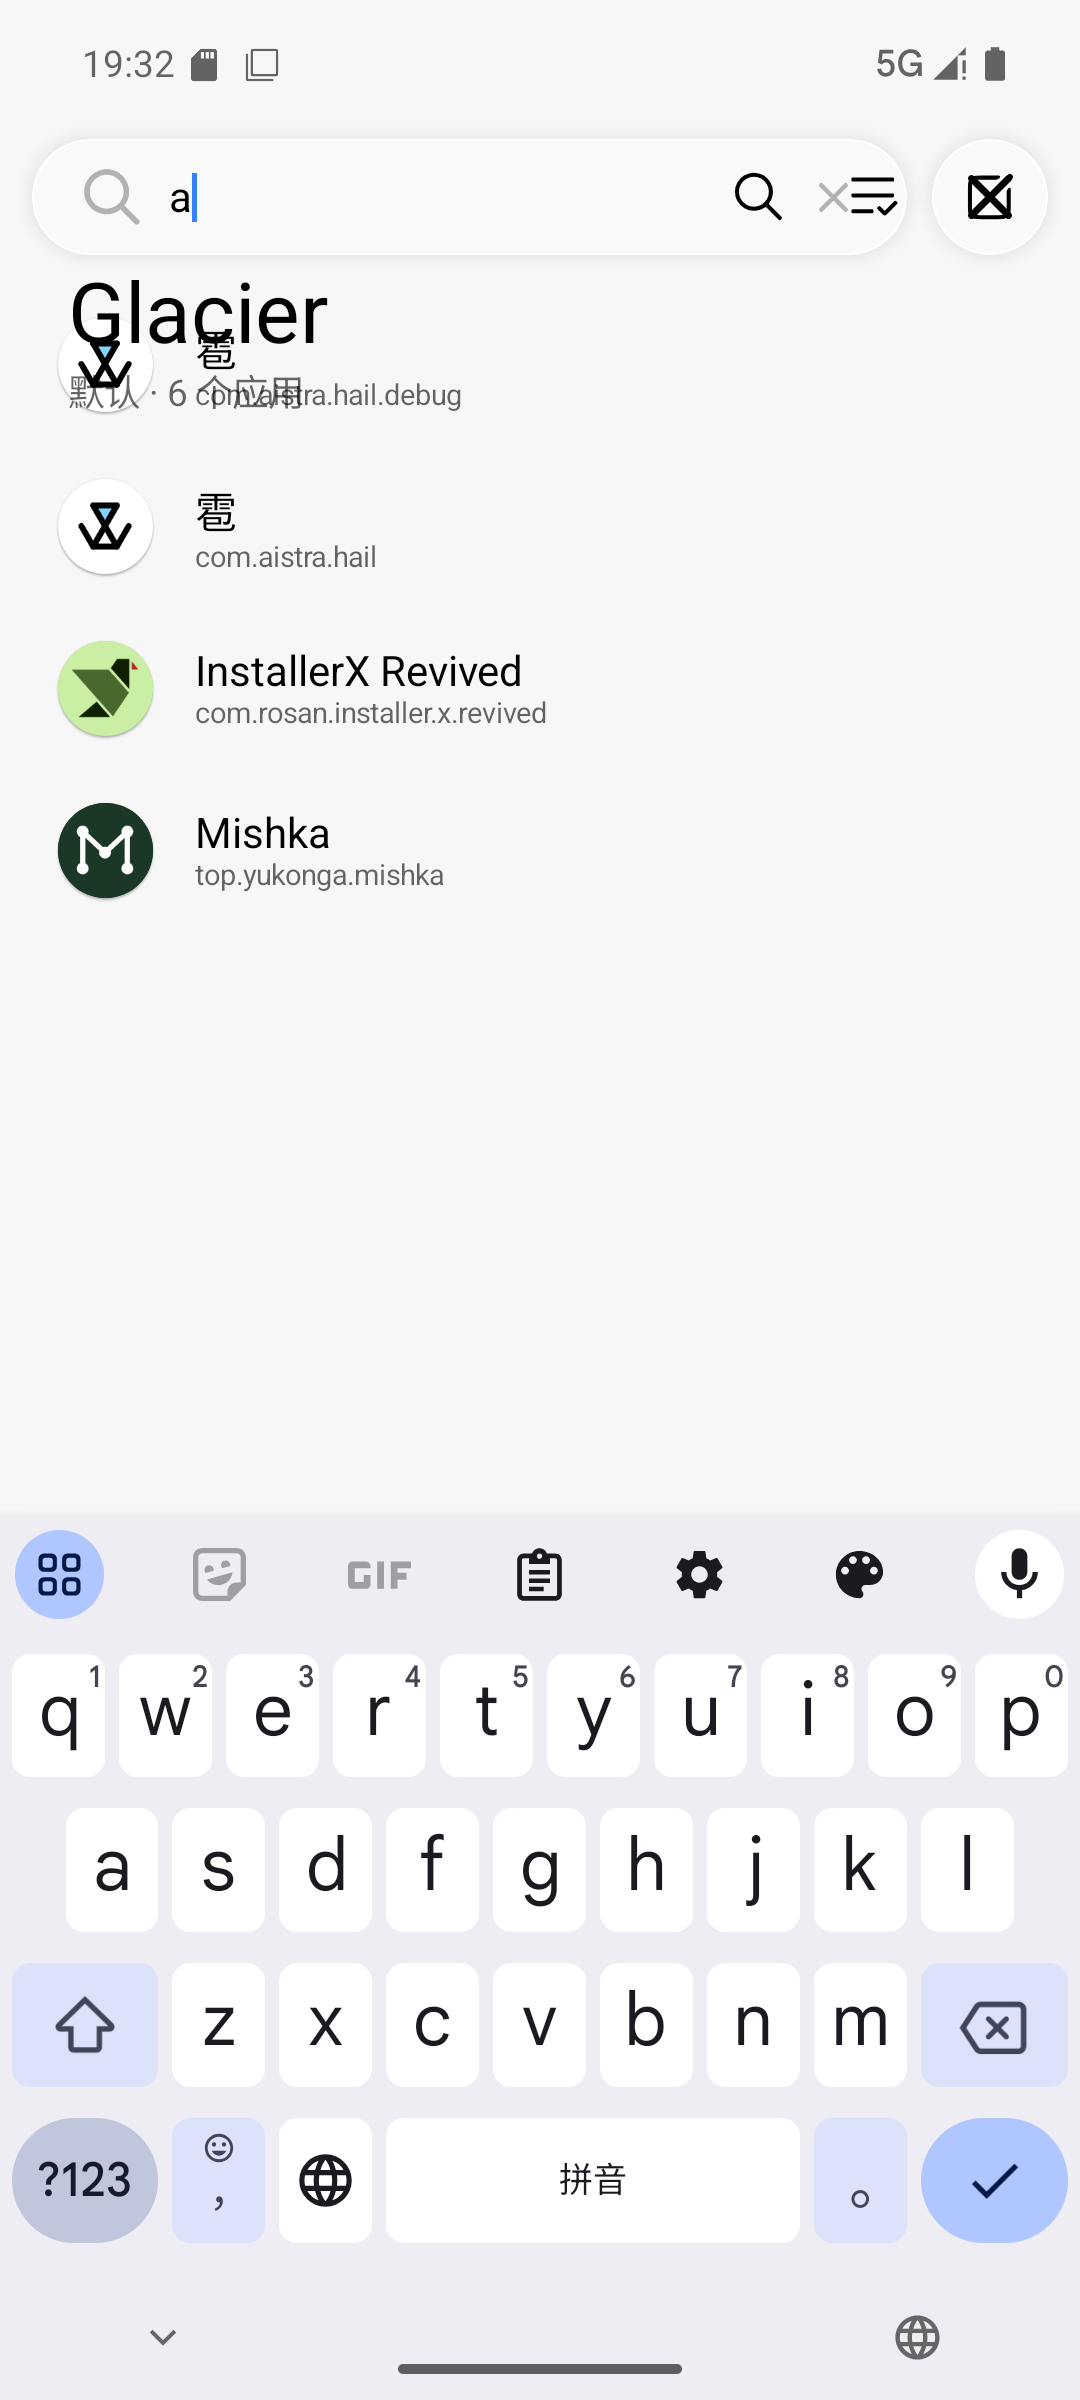 19:32
5G
a
Glacier
雹
默认 · 6 个应用
com.aistra.hail.debug
雹
com.aistra.hail
InstallerX Revived
com.rosan.installer.x.revived
Mishka
top.yukonga.mishka
GIF
q1 w2 e3 r4 t5 y6 u7 i8 o9 p0
a s d f g h j k l
z x c v b n m
?123 , 拼音 。